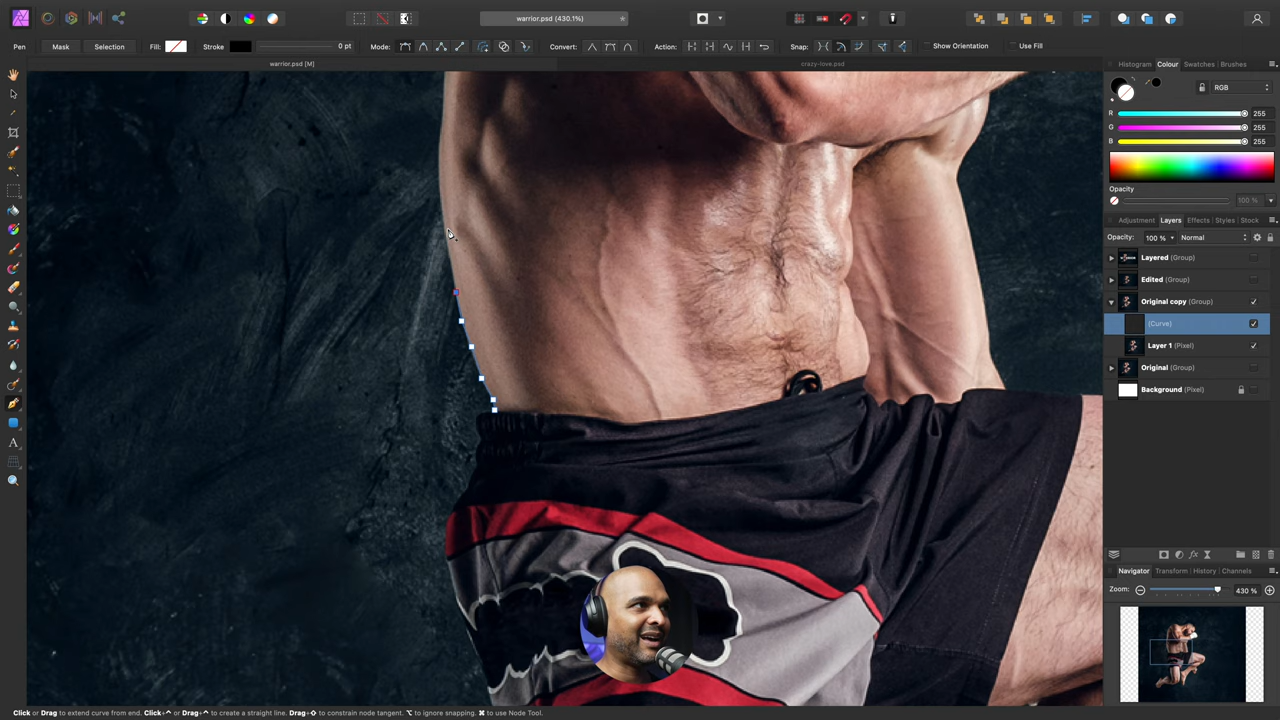 warrior.psd (430.1%)
Pen Mask Selection Fill: Stroke 0 pt Mode: Convert: Action: Snap: Show Orientation Use Fill
warrior.psd [M] crazy-love.psd
Histogram Colour Swatches Brushes
RGB
R 255
G 255
B 255
Opacity
100 %
Adjustment Layers Effects Styles Stock
Opacity: 100 % Normal
Layered (Group)
Edited (Group)
Original copy (Group)
(Curve)
Layer 1 (Pixel)
Original (Group)
Background (Pixel)
Navigator Transform History Channels
Zoom: 430 %
Click or Drag to extend curve from end. Click+^ or Drag+^ to create a straight line. Drag+⇧ to constrain node tangent. ⌥ to ignore snapping. ⌘ to use Node Tool.